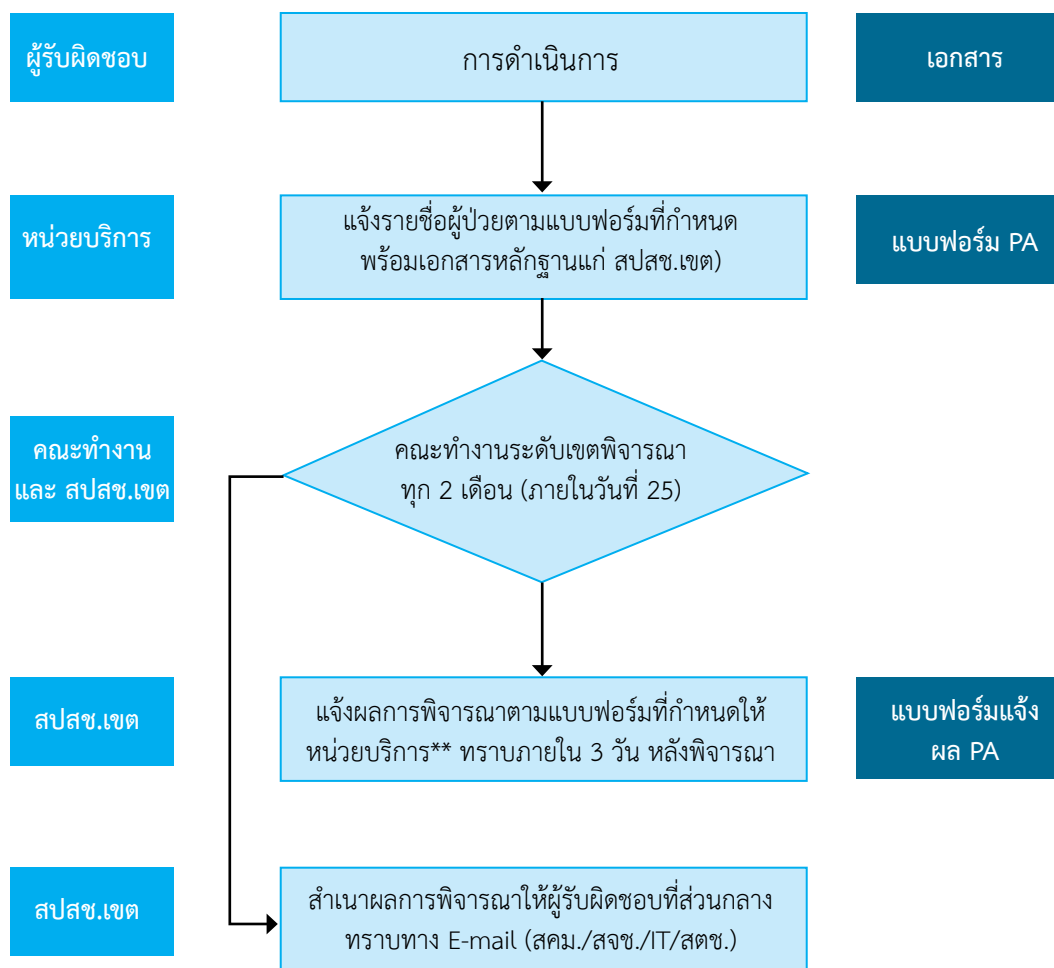 ผู้รับผิดชอบ
การดำเนินการ
เอกสาร
หน่วยบริการ
แจ้งรายชื่อผู้ป่วยตามแบบฟอร์มที่กำหนด
พร้อมเอกสารหลักฐานแก่ สปสช.เขต)
แบบฟอร์ม PA
คณะทำงาน
และ สปสช.เขต
คณะทำงานระดับเขตพิจารณา
ทุก 2 เดือน (ภายในวันที่ 25)
สปสช.เขต
แจ้งผลการพิจารณาตามแบบฟอร์มที่กำหนดให้
หน่วยบริการ** ทราบภายใน 3 วัน หลังพิจารณา
แบบฟอร์มแจ้ง
ผล PA
สปสช.เขต
สำเนาผลการพิจารณาให้ผู้รับผิดชอบที่ส่วนกลาง
ทราบทาง E-mail (สคม./สจช./IT/สตช.)